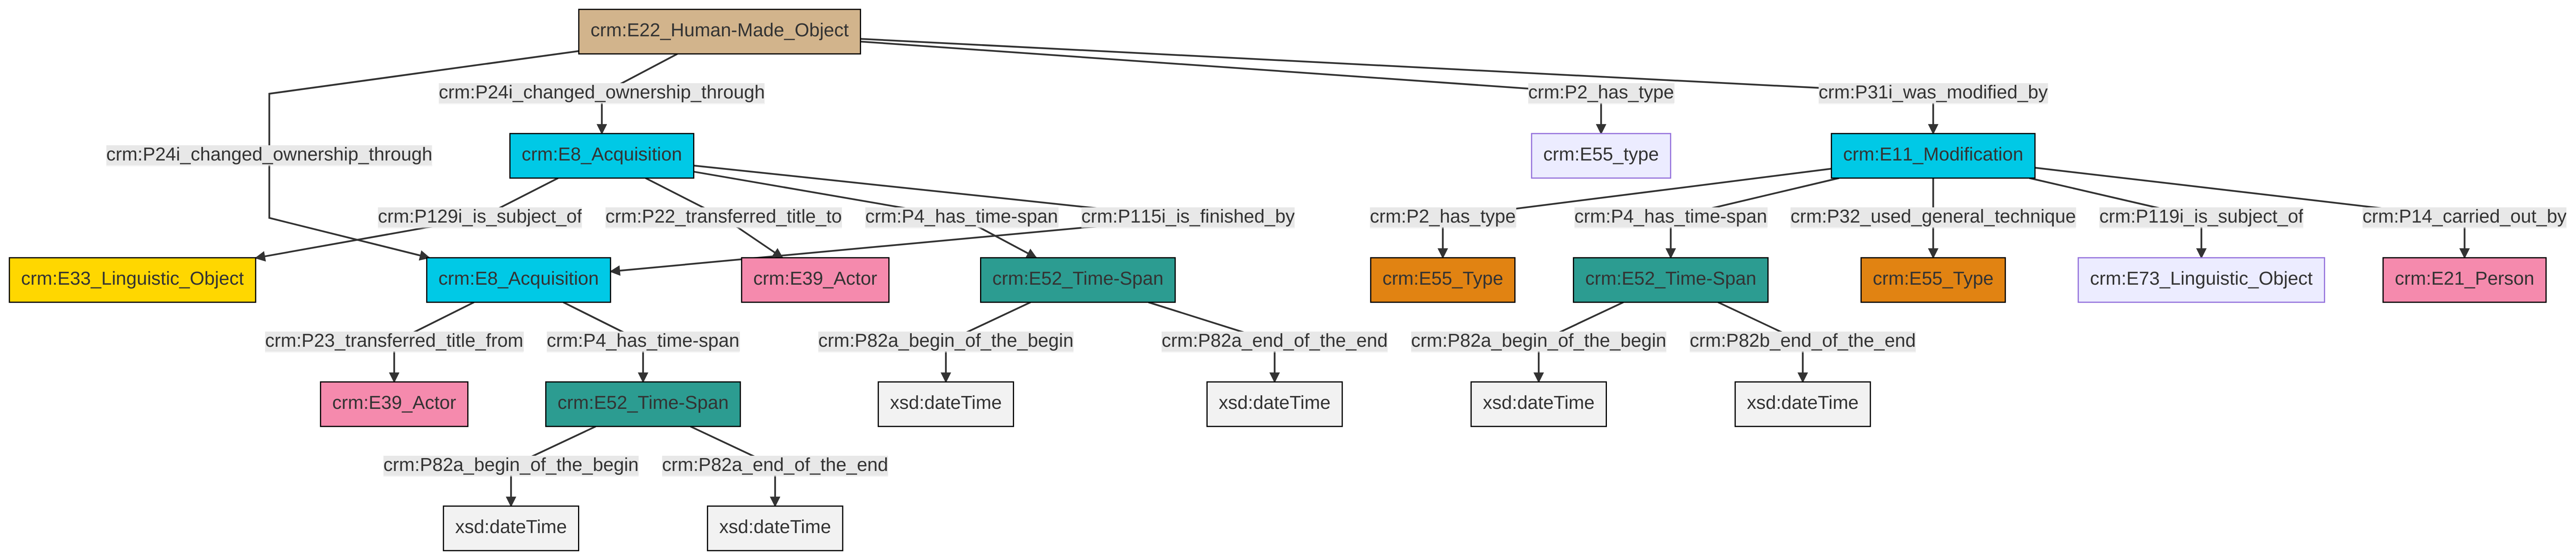 crm:E22_Human-Made_Object
crm:P24i_changed_ownership_through
crm:P2_has_type
crm:P31i_was_modified_by
crm:P24i_changed_ownership_through
crm:E8_Acquisition
crm:E55_type
crm:E11_Modification
crm:P129i_is_subject_of
crm:P22_transferred_title_to
crm:P4_has_time-span
crm:P115i_is_finished_by
crm:P2_has_type
crm:P4_has_time-span
crm:P32_used_general_technique
crm:P119i_is_subject_of
crm:P14_carried_out_by
crm:E33_Linguistic_Object
crm:E8_Acquisition
crm:E39_Actor
crm:E52_Time-Span
crm:E55_Type
crm:E52_Time-Span
crm:E55_Type
crm:E73_Linguistic_Object
crm:E21_Person
crm:P23_transferred_title_from
crm:P4_has_time-span
crm:P82a_begin_of_the_begin
crm:P82a_end_of_the_end
crm:P82a_begin_of_the_begin
crm:P82b_end_of_the_end
crm:E39_Actor
crm:E52_Time-Span
xsd:dateTime
xsd:dateTime
xsd:dateTime
xsd:dateTime
crm:P82a_begin_of_the_begin
crm:P82a_end_of_the_end
xsd:dateTime
xsd:dateTime